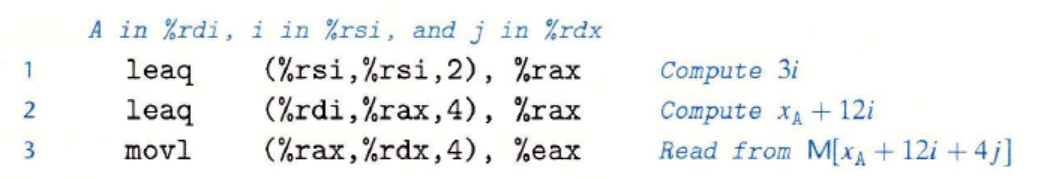 A in %rdi, i in %rsi, and j in %rdx
1 leaq (%rsi,%rsi,2), %rax Compute 3i
2 leaq (%rdi,%rax,4), %rax Compute x_A + 12i
3 movl (%rax,%rdx,4), %eax Read from M[x_A + 12i + 4j]